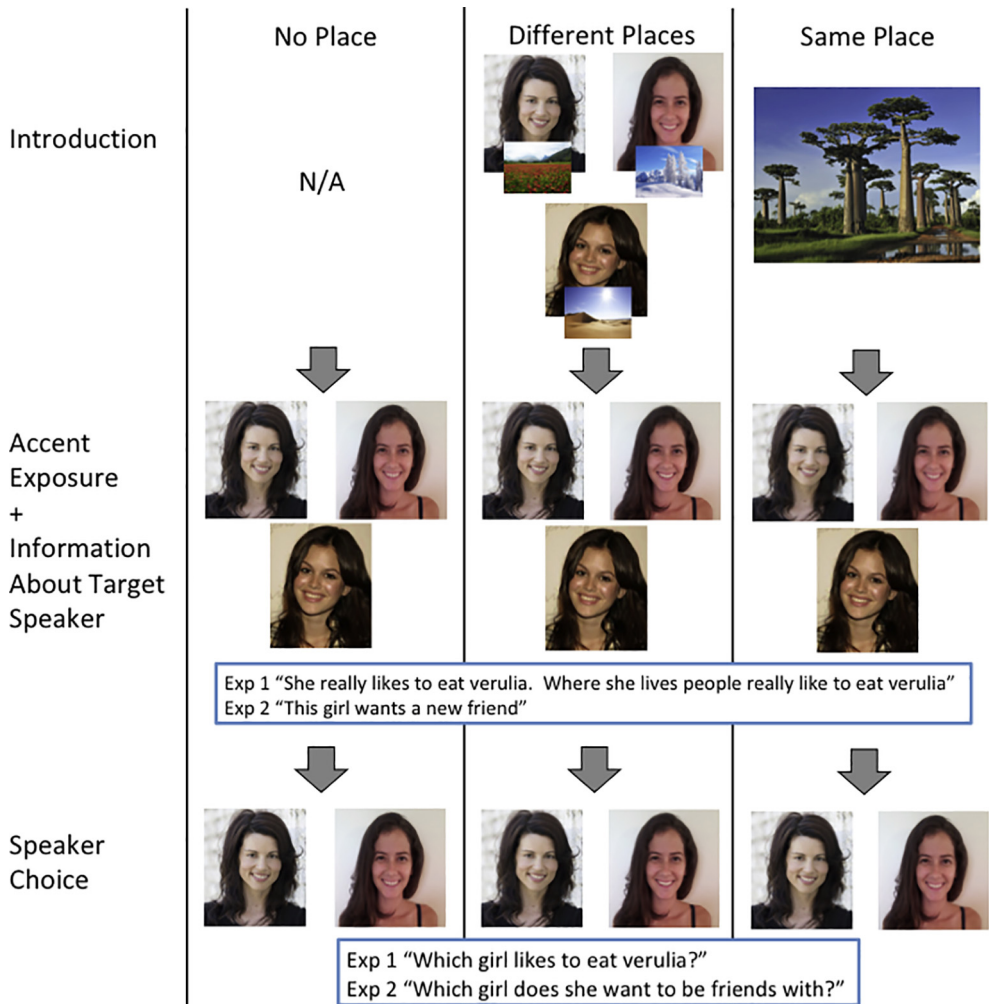 No Place
Different Places
Same Place
Introduction
N/A
Accent
Exposure
+
Information
About Target
Speaker
Exp 1 “She really likes to eat verulia.  Where she lives people really like to eat verulia”
Exp 2 “This girl wants a new friend”
Speaker
Choice
Exp 1 “Which girl likes to eat verulia?”
Exp 2 “Which girl does she want to be friends with?”